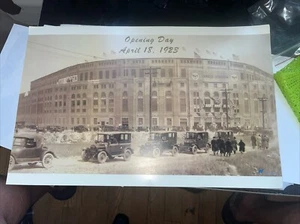 Opening Day
April 18, 1923